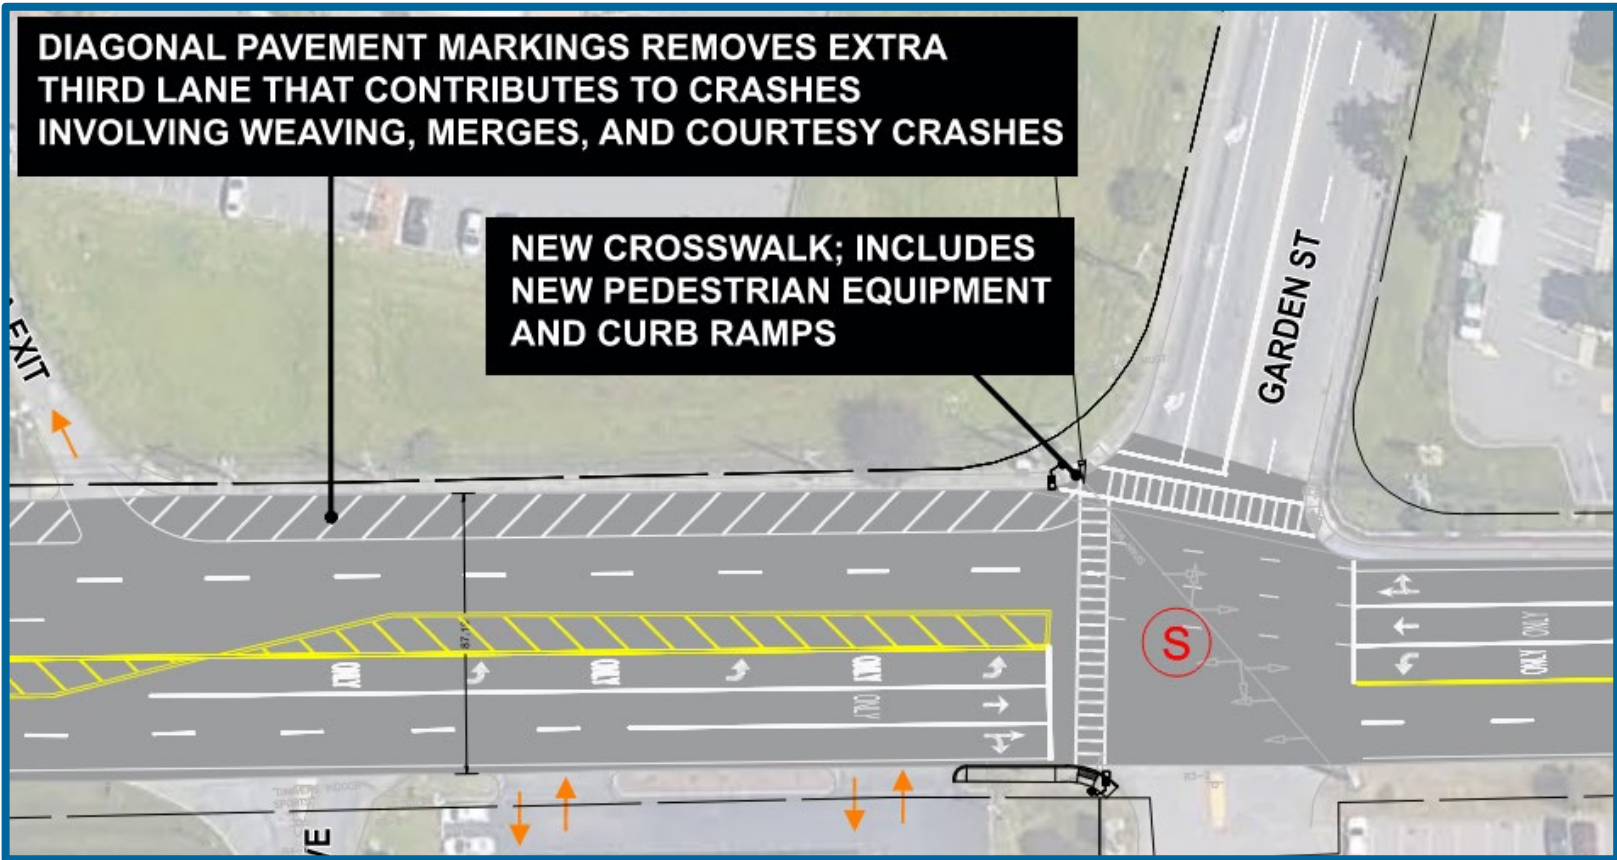 DIAGONAL PAVEMENT MARKINGS REMOVES EXTRA
THIRD LANE THAT CONTRIBUTES TO CRASHES
INVOLVING WEAVING, MERGES, AND COURTESY CRASHES
NEW CROSSWALK; INCLUDES
NEW PEDESTRIAN EQUIPMENT
AND CURB RAMPS
GARDEN ST
EXIT
S
ONLY
ONLY
ONLY
ONLY
ONLY
ONLY
VE